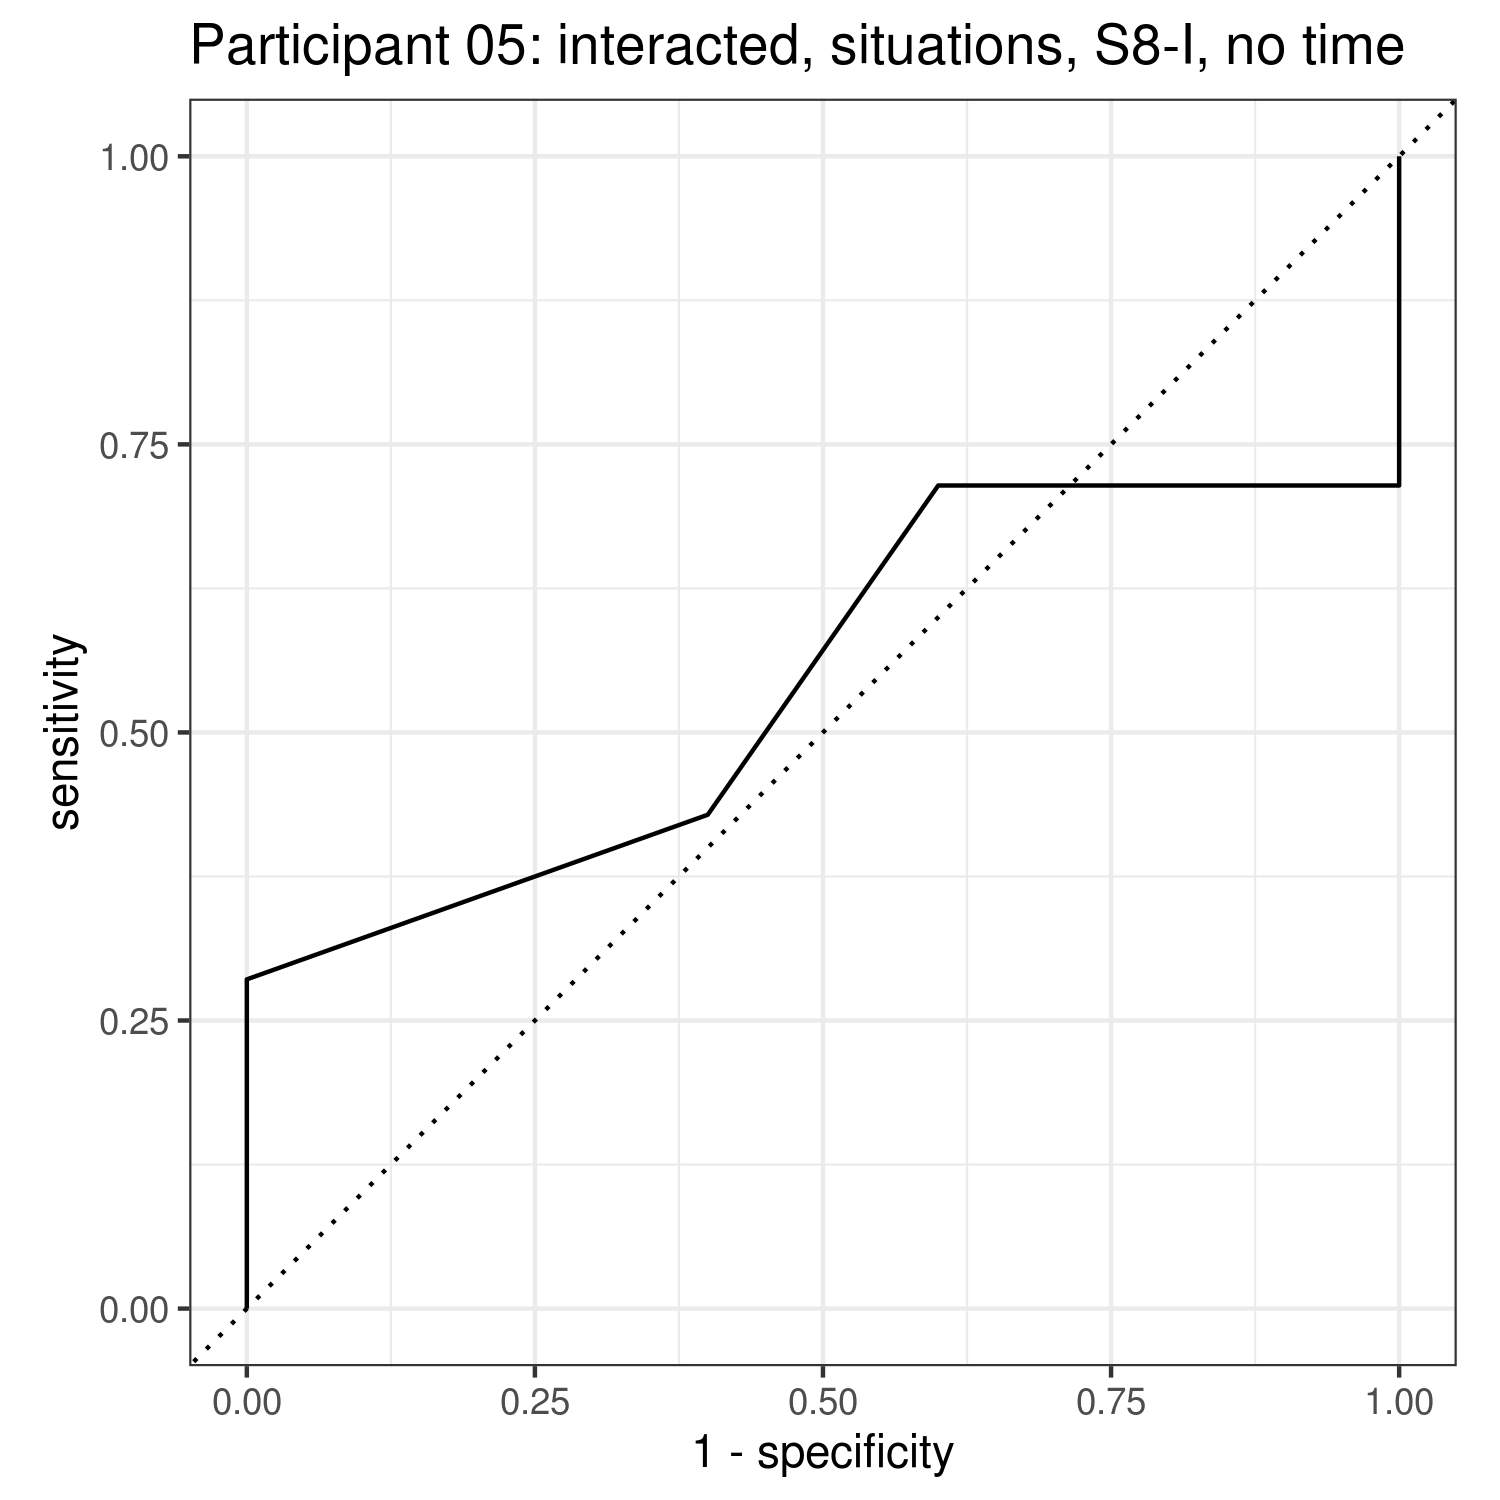 Participant 05: interacted, situations, S8-I, no time
1.00
0.75
0.50
0.25
0.00
sensitivity
0.00 0.25 0.50 0.75 1.00
1 - specificity